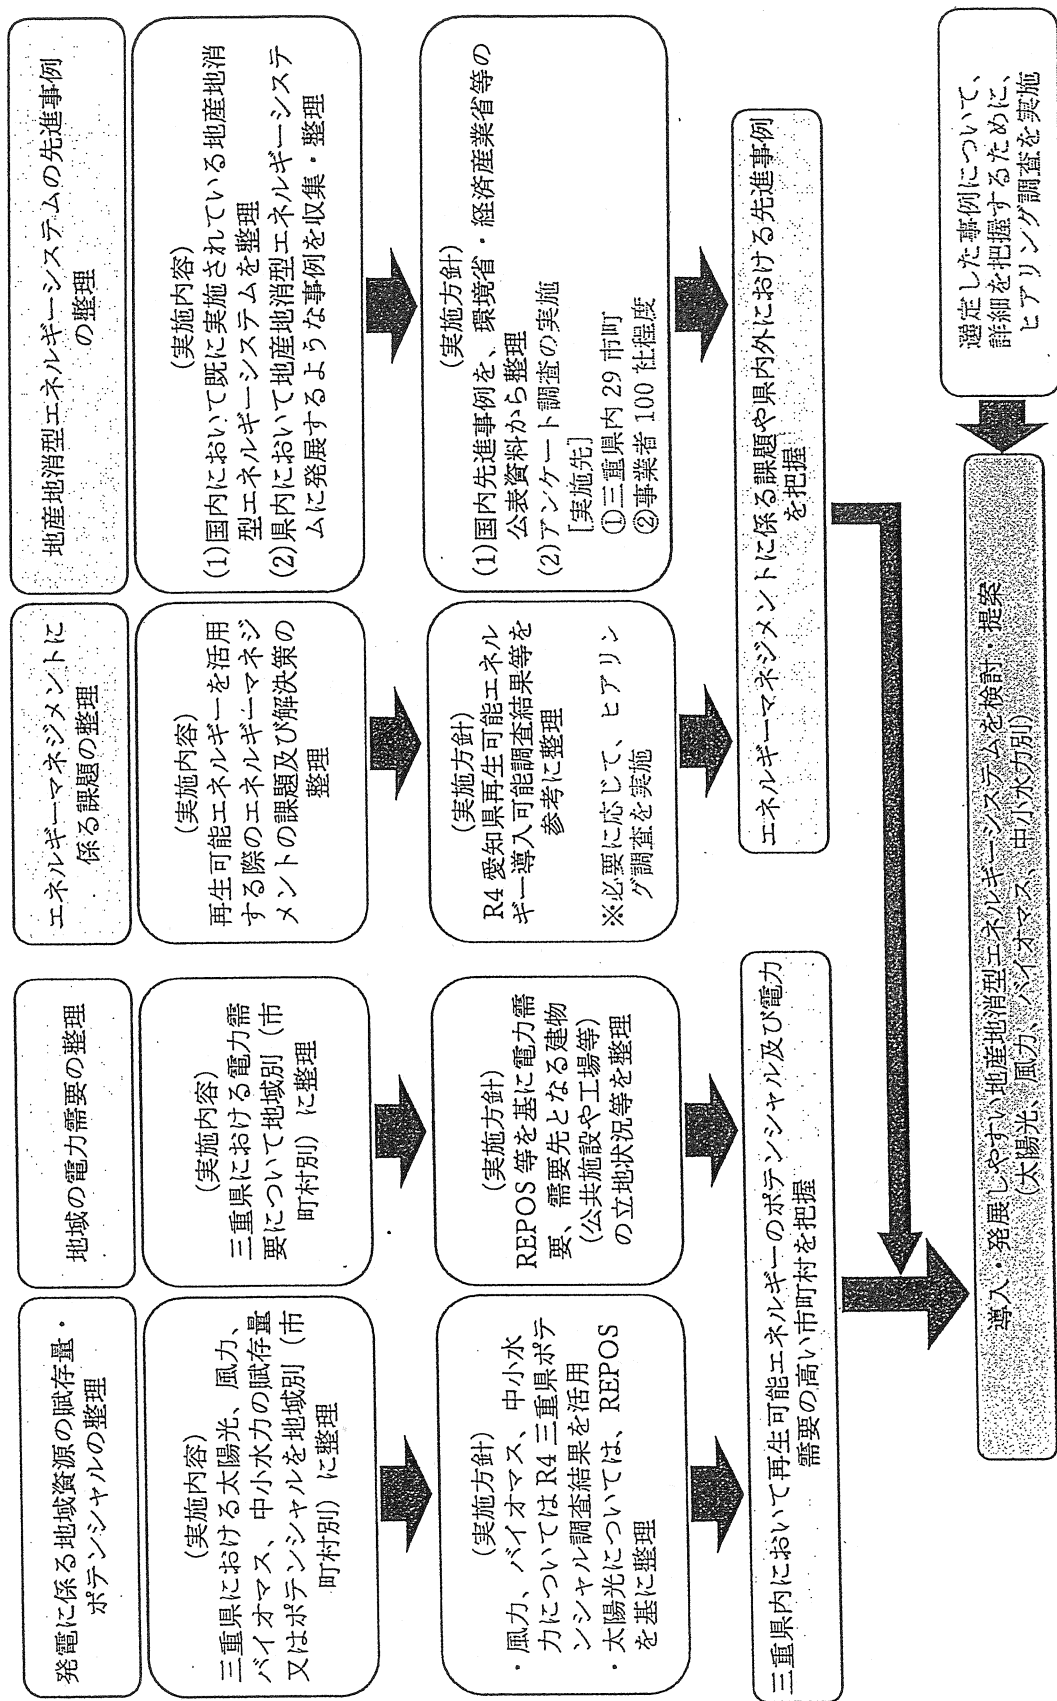 発電に係る地域資源の賦存量・
ポテンシャルの整理
(実施内容)
三重県における太陽光、風力、
バイオマス、中小水力の賦存量
又はポテンシャルを地域別（市
町村別）に整理
(実施方針)
・風力、バイオマス、中小水
力については R4 三重県ポテ
ンシャル調査結果を活用
・太陽光については、REPOS
を基に整理
地域の電力需要の整理
(実施内容)
三重県における電力需
要について地域別（市
町村別）に整理
(実施方針)
REPOS 等を基に電力需
要、需要先となる建物
(公共施設や工場等)
の立地状況等を整理
三重県内において再生可能エネルギーのポテンシャル及び電力
需要の高い市町村を把握
エネルギーマネジメントに
係る課題の整理
(実施内容)
再生可能エネルギーを活用
する際のエネルギーマネジ
メントの課題及び解決策の
整理
(実施方針)
R4 愛知県再生可能エネル
ギー導入可能調査結果等を
参考に整理
※必要に応じて、ヒアリン
グ調査を実施
地産地消型エネルギーシステムの先進事例
の整理
(実施内容)
(1)国内において既に実施されている地産地消
型エネルギーシステムを整理
(2)県内において地産地消型エネルギーシステ
ムに発展するような事例を収集・整理
(実施方針)
(1)国内先進事例を、環境省・経済産業省等の
公表資料から整理
(2)アンケート調査の実施
[実施先]
①三重県内 29 市町
②事業者 100 社程度
エネルギーマネジメントに係る課題や県内外における先進事例
を把握
導入・発展しやすい地産地消型エネルギーシステムを検討・提案
(太陽光、風力、バイオマス、中小水力別)
選定した事例について、
詳細を把握するために、
ヒアリング調査を実施